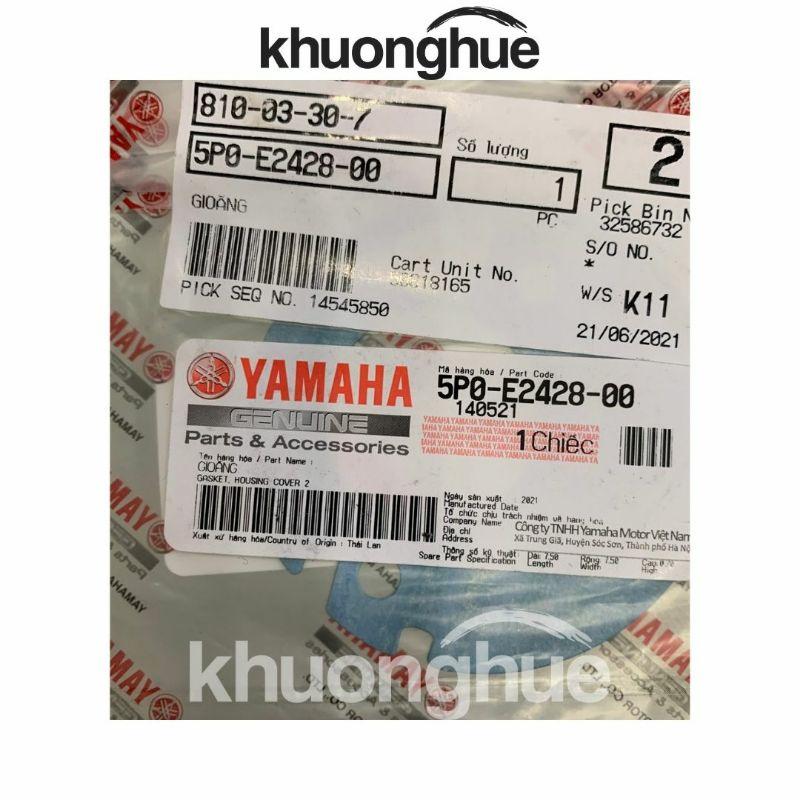 khuonghue
810-03-30-7
5P0-E2428-00
Số lượng
1
PC
2
Pick Bin N
32586732
S/O NO.
*
GIOĂNG
Cart Unit No.
W/S K11
PICK SEQ NO. 14545850
21/06/2021
YAMAHA
GENUINE
Parts & Accessories
Mã hàng hóa / Part Code
5P0-E2428-00
140521
1 Chiếc
Tên hàng hóa / Part Name :
GIOĂNG
GASKET, HOUSING COVER 2
Xuất xứ hàng hóa/Country of Origin : Thái Lan
Ngày sản xuất : 2021
Manufactured Date
Tổ chức chịu trách nhiệm về hàng hóa
Company Name Công ty TNHH Yamaha Motor Việt Nam
Địa chỉ
Address Xã Trung Giã, Huyện Sóc Sơn, Thành phố Hà Nộ
Thông số kỹ thuật: Dài 7.50 Rộng 7.50 Cao 0.70
Spare Part Specification Length Width High
khuonghue